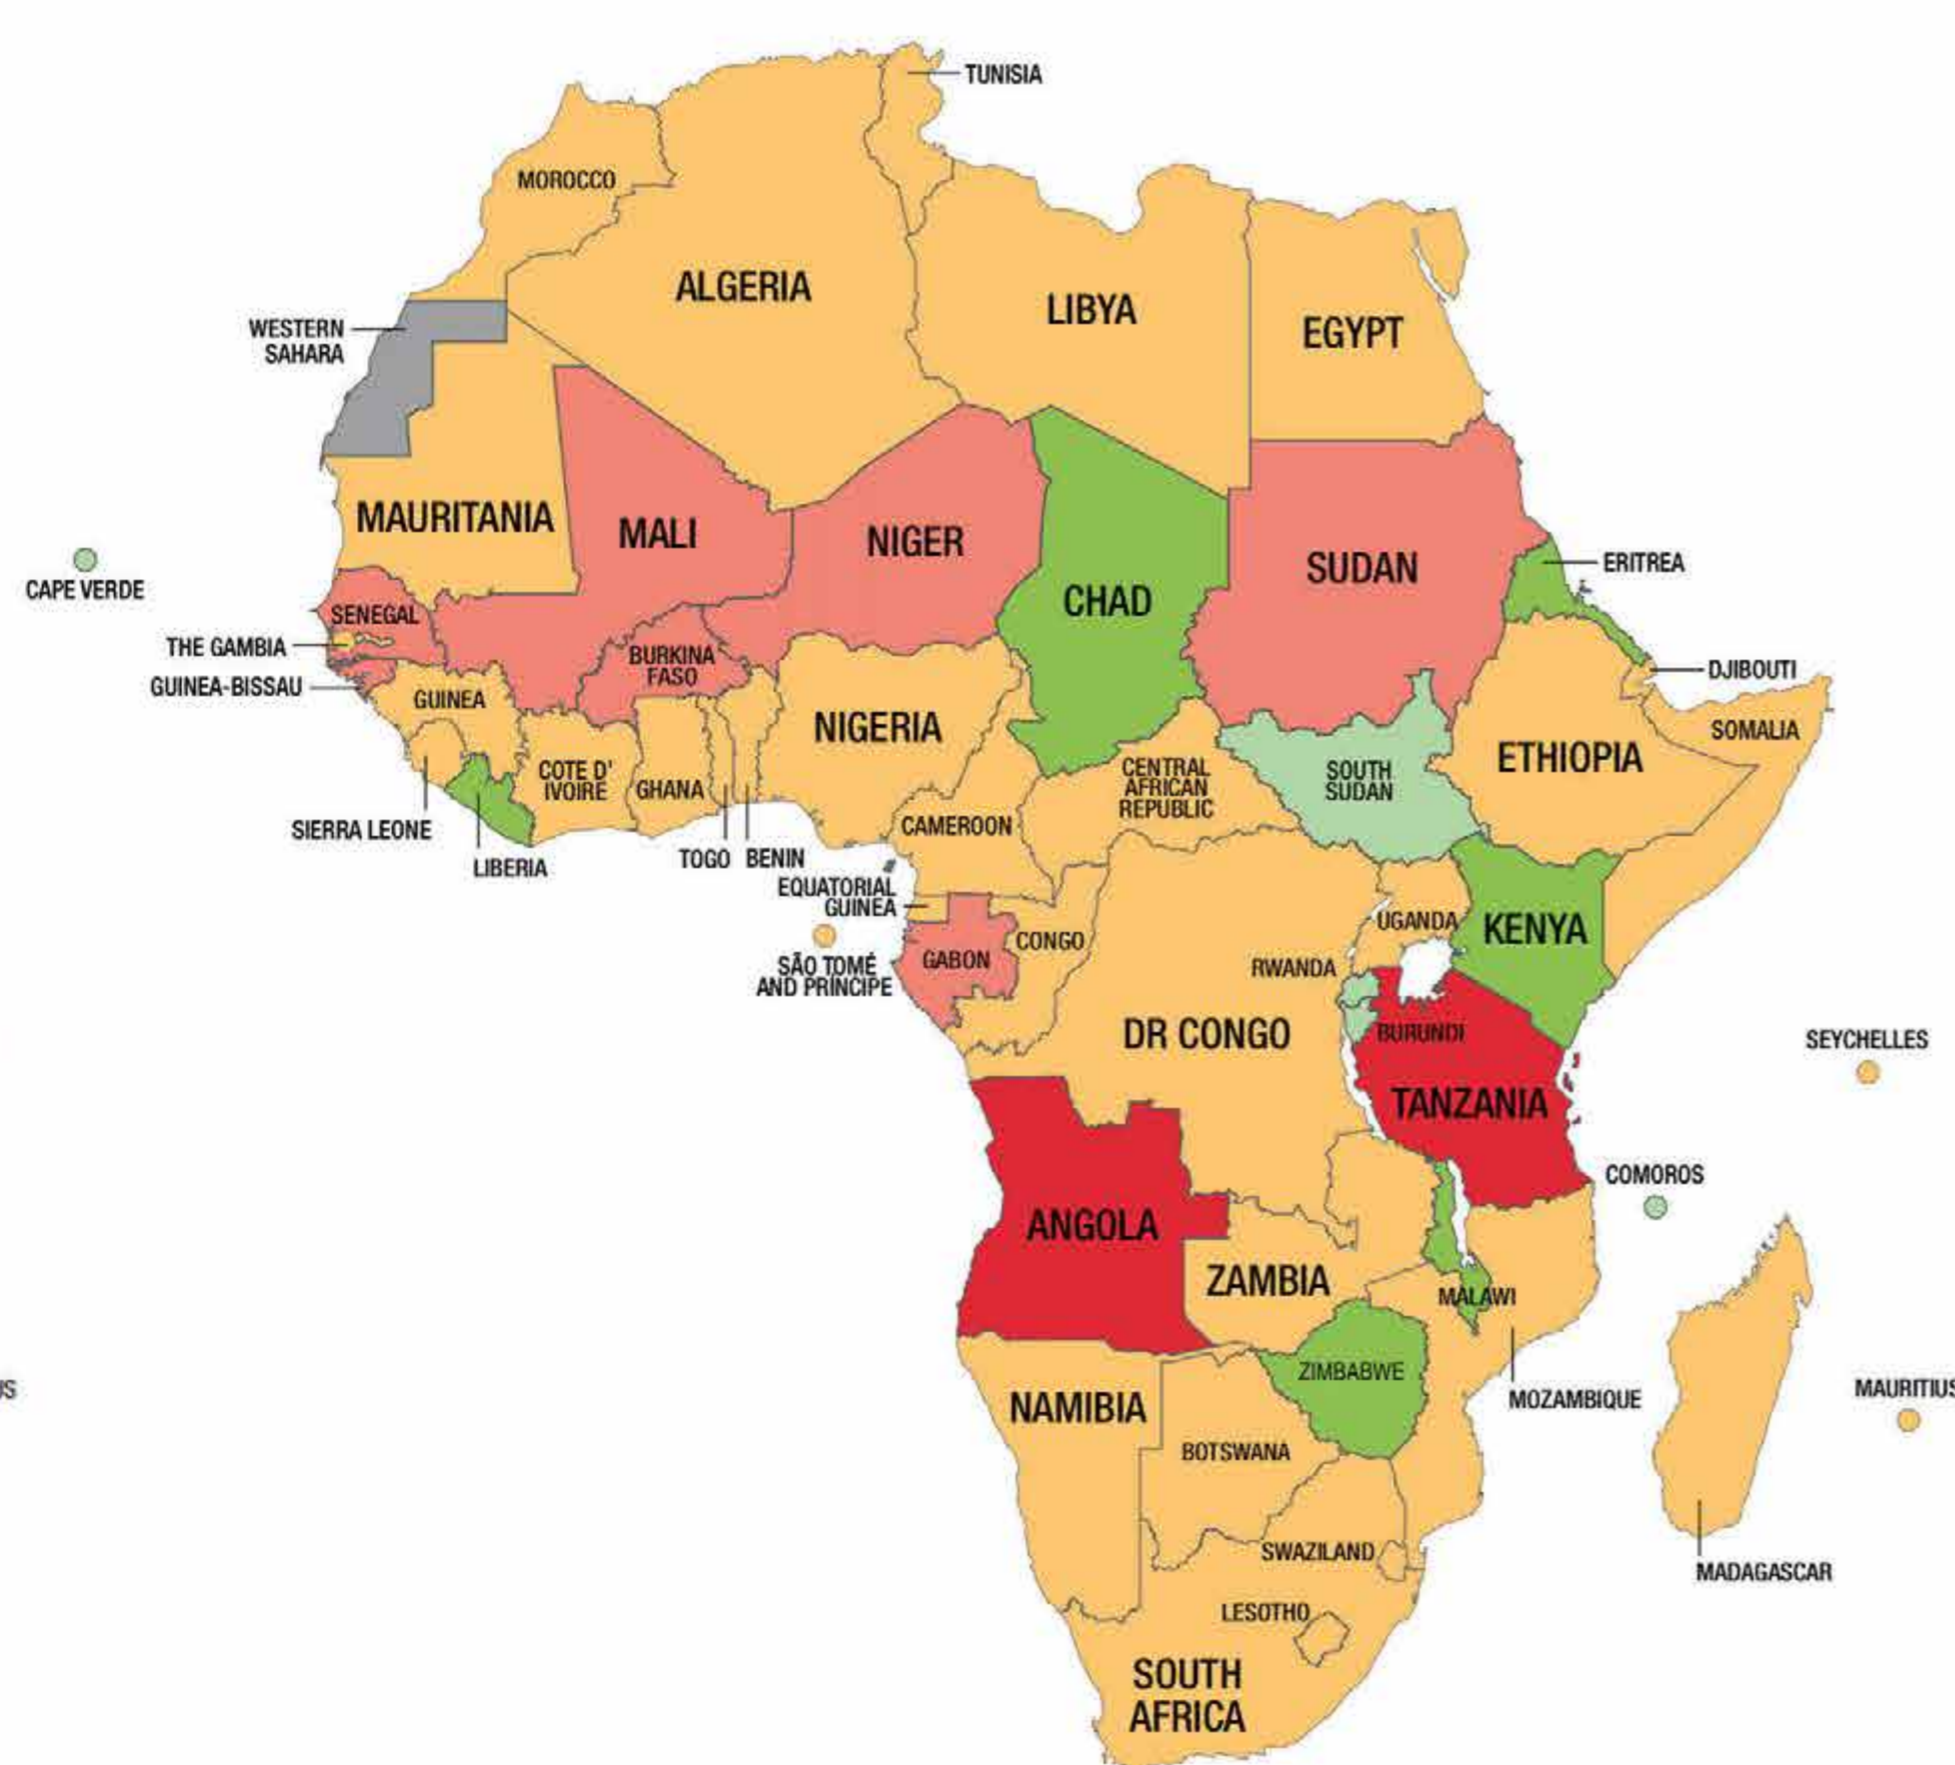 TUNISIA
MOROCCO
ALGERIA
LIBYA
EGYPT
WESTERN
SAHARA
MAURITANIA
MALI
NIGER
CHAD
SUDAN
ERITREA
CAPE VERDE
SENEGAL
THE GAMBIA
GUINEA-BISSAU
BURKINA
FASO
DJIBOUTI
GUINEA
NIGERIA
SOMALIA
ETHIOPIA
COTE D'
IVOIRE
GHANA
CENTRAL
AFRICAN
REPUBLIC
SOUTH
SUDAN
SIERRA LEONE
LIBERIA
TOGO
BENIN
CAMEROON
EQUATORIAL
GUINEA
UGANDA
KENYA
CONGO
GABON
SÃO TOMÉ
AND PRÍNCIPE
RWANDA
DR CONGO
BURUNDI
SEYCHELLES
TANZANIA
COMOROS
ANGOLA
ZAMBIA
MALAWI
ZIMBABWE
MOZAMBIQUE
US
MAURITIUS
NAMIBIA
BOTSWANA
SWAZILAND
MADAGASCAR
LESOTHO
SOUTH
AFRICA